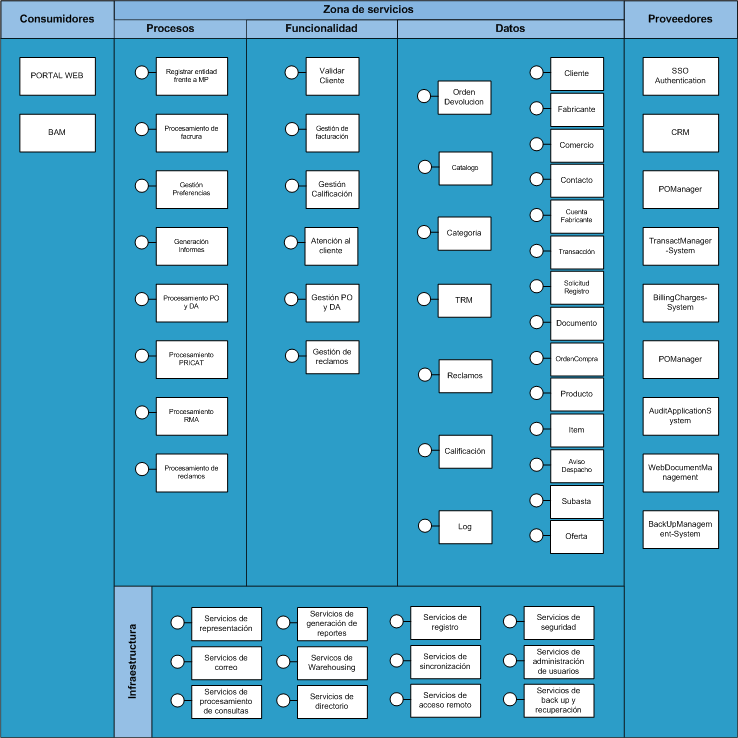 Consumidores
Zona de servicios
Proveedores
Procesos
Funcionalidad
Datos
PORTAL WEB
BAM
Registrar entidad
frente a MP
Procesamiento de
facrura
Gestión
Preferencias
Generación
Informes
Procesamiento PO
y DA
Procesamiento
PRICAT
Procesamiento
RMA
Procesamiento de
reclamos
Validar
Cliente
Gestión de
facturación
Gestión
Calificación
Atención al
cliente
Gestión PO
y DA
Gestión de
reclamos
Orden
Devolucion
Catalogo
Categoria
TRM
Reclamos
Calificación
Log
Cliente
Fabricante
Comercio
Contacto
Cuenta
Fabricante
Transacción
Solicitud
Registro
Documento
OrdenCompra
Producto
Item
Aviso
Despacho
Subasta
Oferta
SSO
Authentication
CRM
POManager
TransactManager
-System
BillingCharges-
System
POManager
AuditApplicationS
ystem
WebDocumentMa
nagement
BackUpManagem
ent-System
Infraestructura
Servicios de
representación
Servicios de
generación de
reportes
Servicios de
registro
Servicios de
seguridad
Servicios de
correo
Servicos de
Warehousing
Servicios de
sincronización
Servicios de
administración
de usuarios
Servicios de
procesamiento
de consultas
Servicios de
directorio
Servicios de
acceso remoto
Servicios de
back up y
recuperación